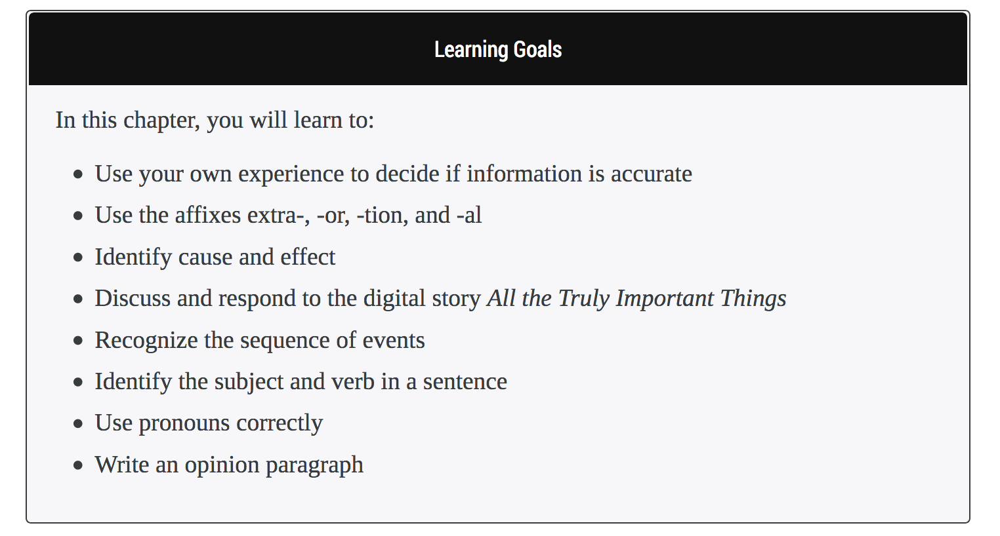 Learning Goals
In this chapter, you will learn to:
Use your own experience to decide if information is accurate
Use the affixes extra-, -or, -tion, and -al
Identify cause and effect
Discuss and respond to the digital story All the Truly Important Things
Recognize the sequence of events
Identify the subject and verb in a sentence
Use pronouns correctly
Write an opinion paragraph